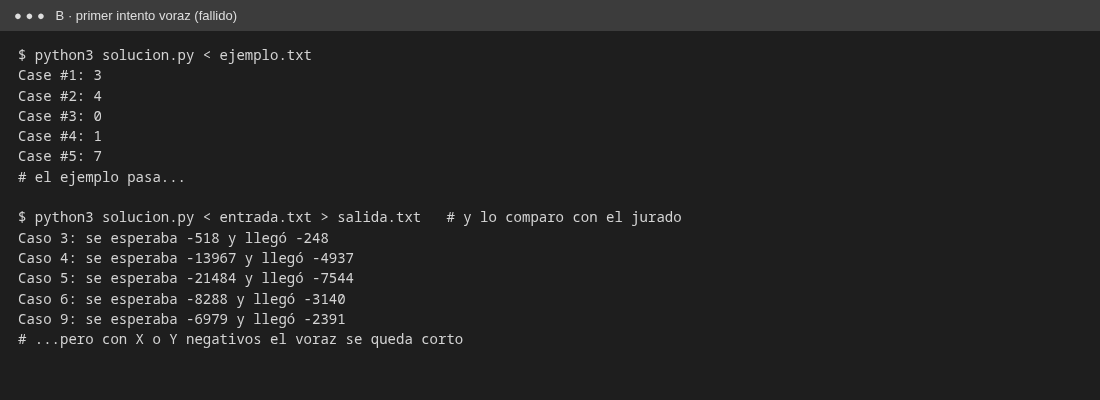 B · primer intento voraz (fallido)
$ python3 solucion.py < ejemplo.txt
Case #1: 3
Case #2: 4
Case #3: 0
Case #4: 1
Case #5: 7
# el ejemplo pasa...
$ python3 solucion.py < entrada.txt > salida.txt   # y lo comparo con el jurado
Caso 3: se esperaba -518 y llegó -248
Caso 4: se esperaba -13967 y llegó -4937
Caso 5: se esperaba -21484 y llegó -7544
Caso 6: se esperaba -8288 y llegó -3140
Caso 9: se esperaba -6979 y llegó -2391
# ...pero con X o Y negativos el voraz se queda corto